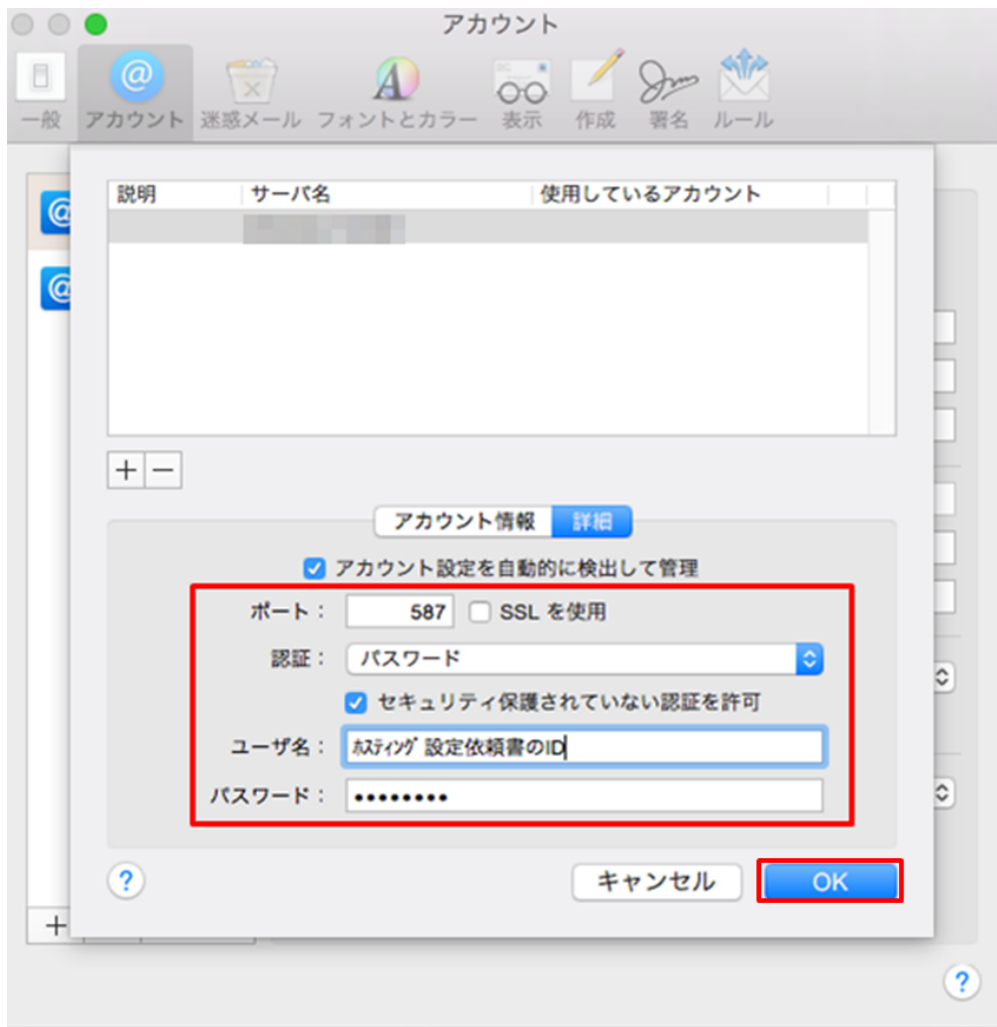 アカウント
一般 アカウント 迷惑メール フォントとカラー 表示 作成 署名 ルール
説明 サーバ名 使用しているアカウント
アカウント情報 詳細
アカウント設定を自動的に検出して管理
ポート： 587 SSL を使用
認証： パスワード
セキュリティ保護されていない認証を許可
ユーザ名： ﾎｽﾃｨﾝｸﾞ 設定依頼書のID
パスワード： ••••••••
? キャンセル OK
?